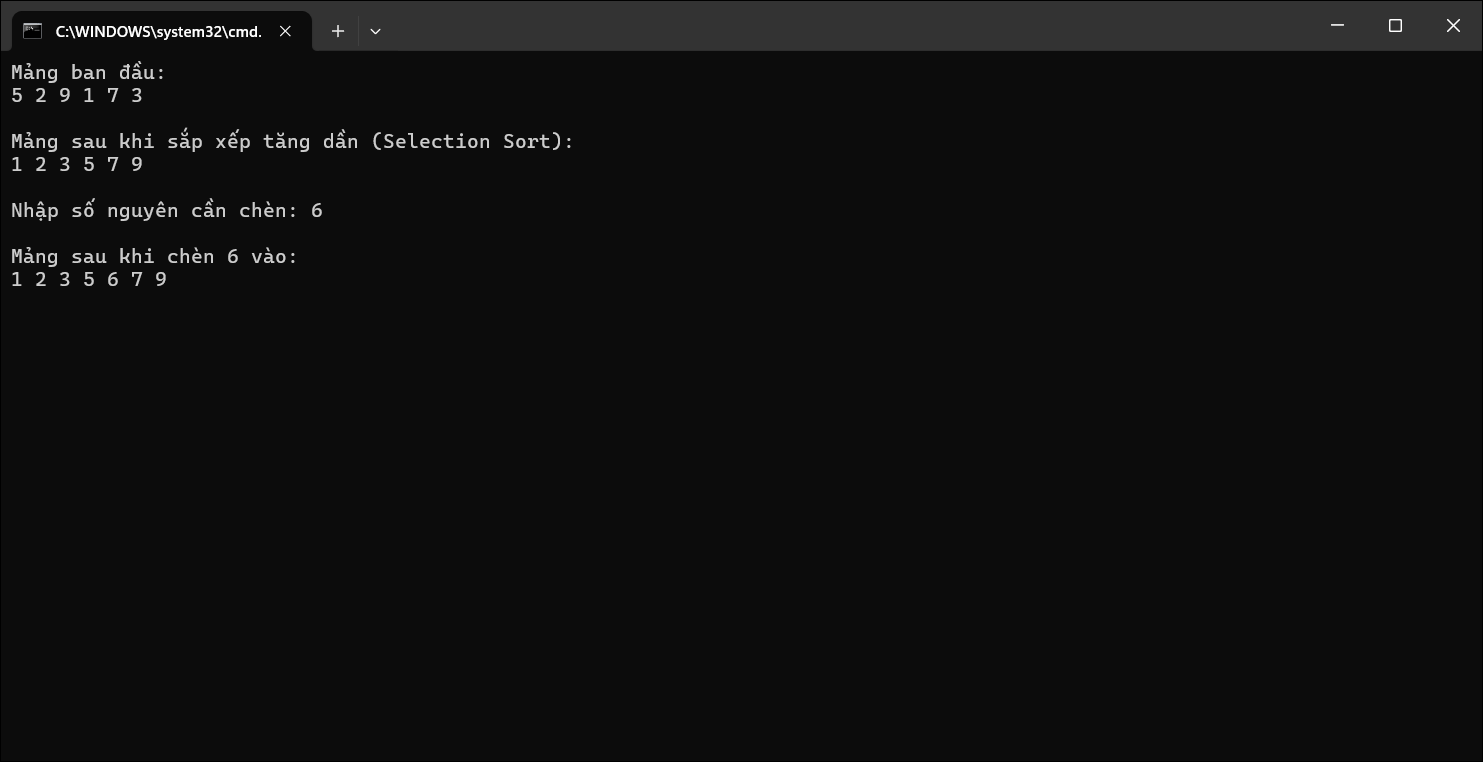 C:\WINDOWS\system32\cmd.
Mảng ban đầu:
5 2 9 1 7 3
Mảng sau khi sắp xếp tăng dần (Selection Sort):
1 2 3 5 7 9
Nhập số nguyên cần chèn: 6
Mảng sau khi chèn 6 vào:
1 2 3 5 6 7 9